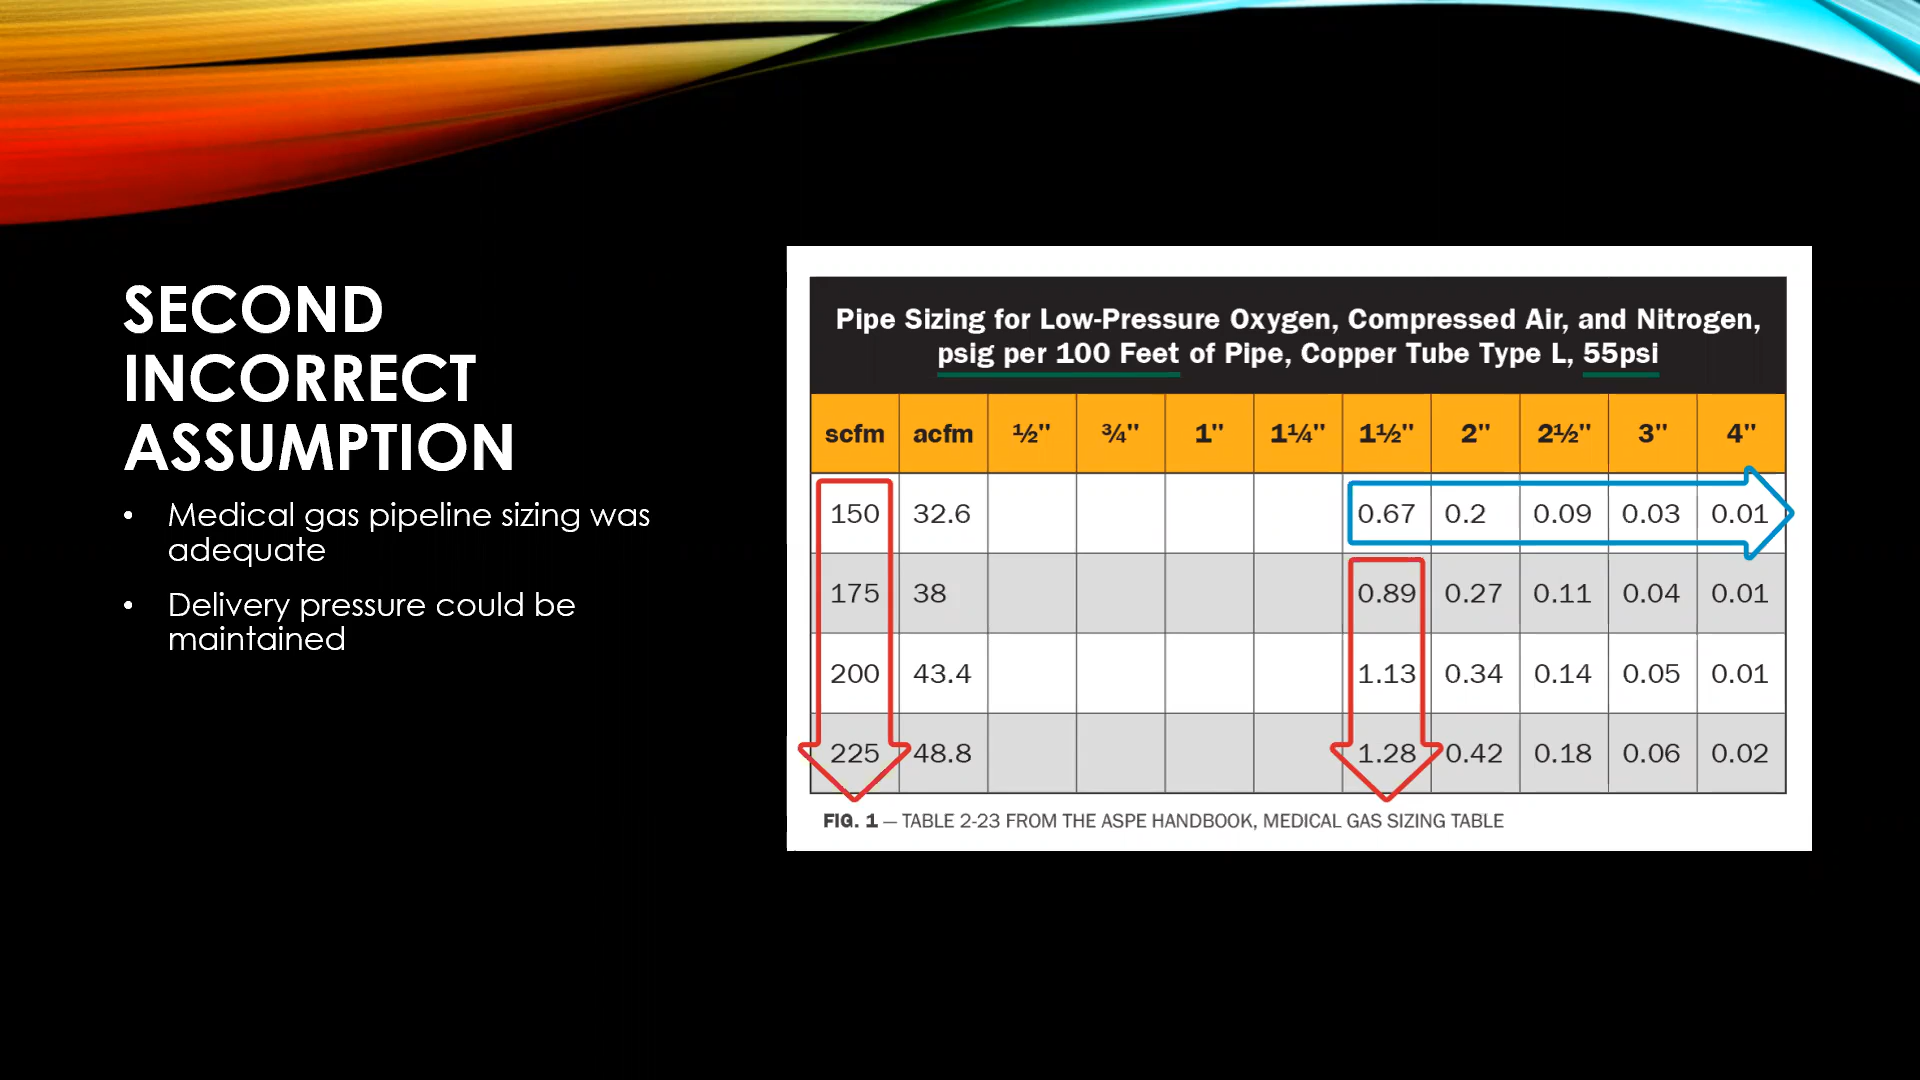 SECOND
INCORRECT
ASSUMPTION
• Medical gas pipeline sizing was
adequate
• Delivery pressure could be
maintained
Pipe Sizing for Low-Pressure Oxygen, Compressed Air, and Nitrogen,
psig per 100 Feet of Pipe, Copper Tube Type L, 55psi
scfm acfm ½" ¾" 1" 1¼" 1½" 2" 2½" 3" 4"
150 32.6 0.67 0.2 0.09 0.03 0.01
175 38 0.89 0.27 0.11 0.04 0.01
200 43.4 1.13 0.34 0.14 0.05 0.01
225 48.8 1.28 0.42 0.18 0.06 0.02
FIG. 1 — TABLE 2-23 FROM THE ASPE HANDBOOK, MEDICAL GAS SIZING TABLE